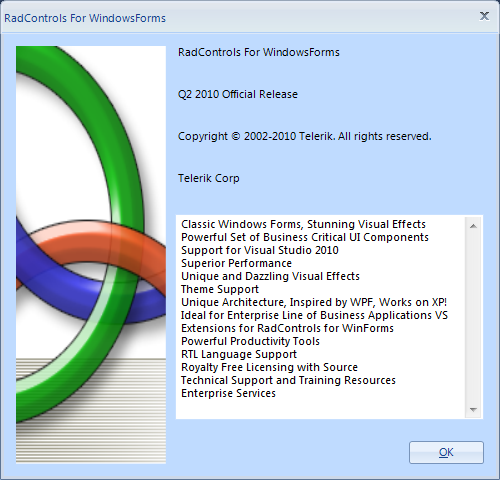 RadControls For WindowsForms
RadControls For WindowsForms
Q2 2010 Official Release
Copyright © 2002-2010 Telerik. All rights reserved.
Telerik Corp
Classic Windows Forms, Stunning Visual Effects
Powerful Set of Business Critical UI Components
Support for Visual Studio 2010
Superior Performance
Unique and Dazzling Visual Effects
Theme Support
Unique Architecture, Inspired by WPF, Works on XP!
Ideal for Enterprise Line of Business Applications VS
Extensions for RadControls for WinForms
Powerful Productivity Tools
RTL Language Support
Royalty Free Licensing with Source
Technical Support and Training Resources
Enterprise Services
OK